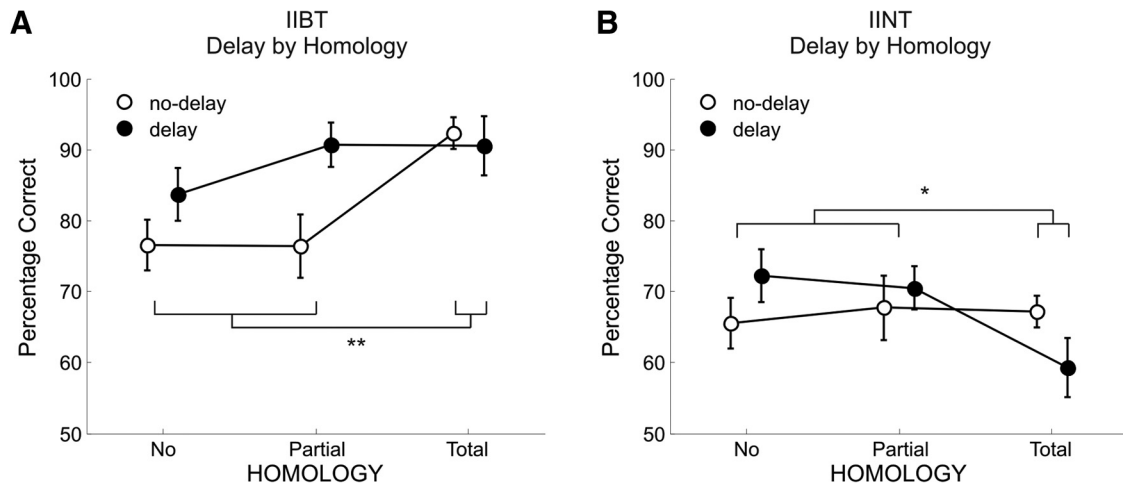 A
IIBT
Delay by Homology
Percentage Correct
100
90
80
70
60
50
no-delay
delay
**
No
Partial
Total
HOMOLOGY
B
IINT
Delay by Homology
Percentage Correct
100
90
80
70
60
50
no-delay
delay
*
No
Partial
Total
HOMOLOGY